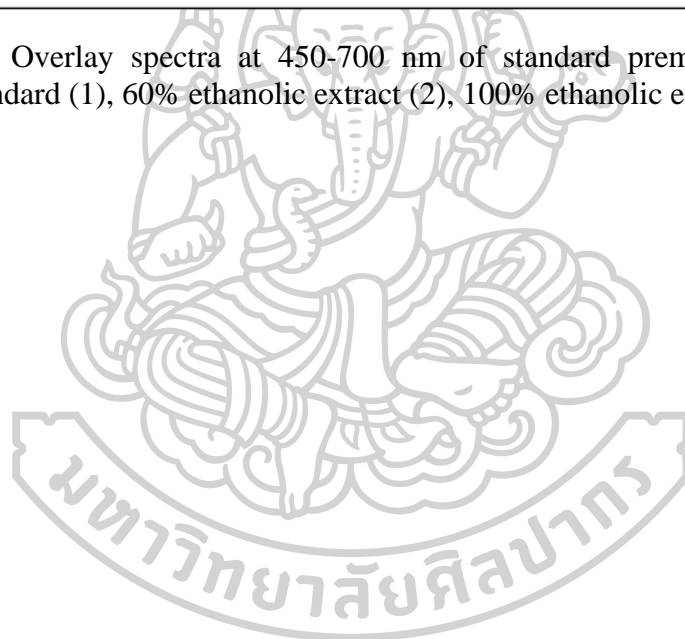 Overlay spectra at 450-700 nm of standard prem
ndard (1), 60% ethanolic extract (2), 100% ethanolic e
มหาวิทยาลัยศิลปากร